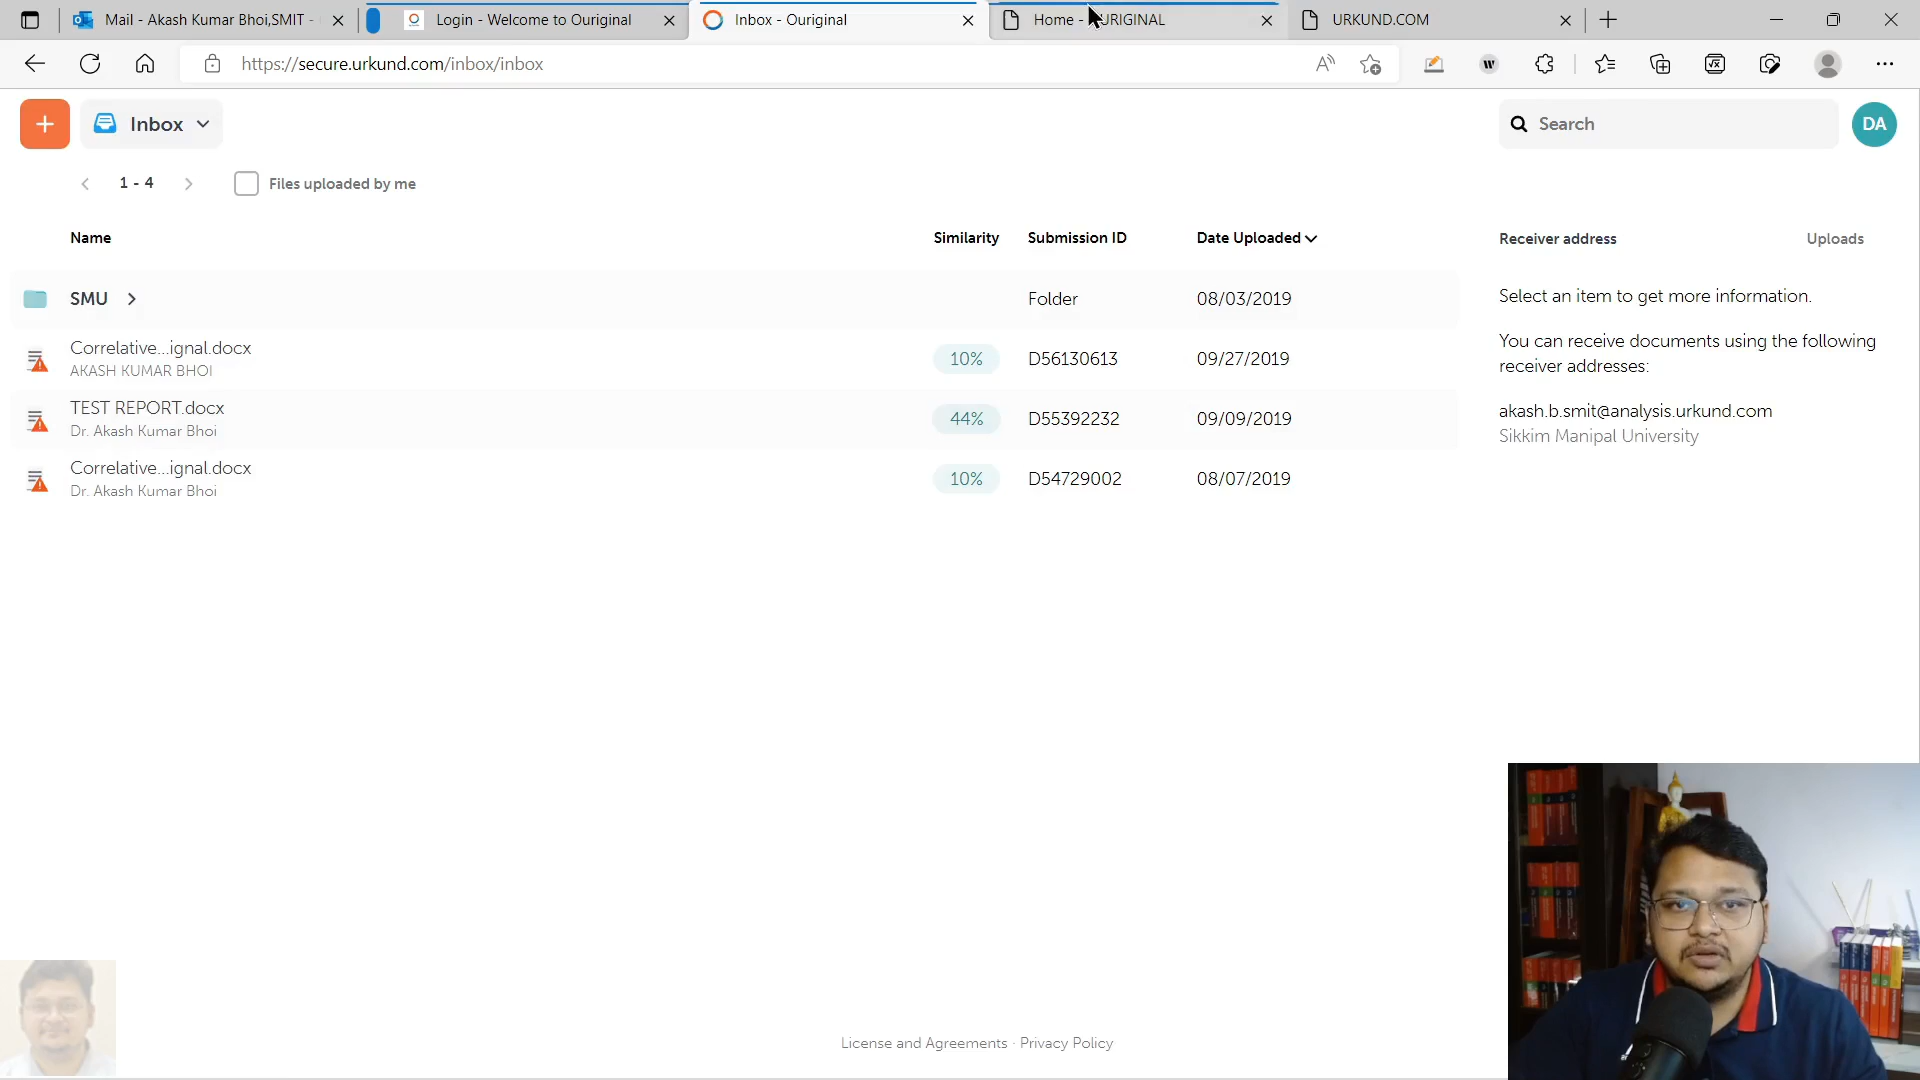 Mail - Akash Kumar Bhoi,SMIT -
Login - Welcome to Ouriginal
Inbox - Ouriginal
Home - URIGINAL
URKUND.COM
https://secure.urkund.com/inbox/inbox
Inbox
Search
DA
1 - 4
Files uploaded by me
Name
Similarity
Submission ID
Date Uploaded
Receiver address
Uploads
SMU
Folder
08/03/2019
Select an item to get more information.
Correlative...ignal.docx
AKASH KUMAR BHOI
10%
D56130613
09/27/2019
You can receive documents using the following
receiver addresses:
TEST REPORT.docx
Dr. Akash Kumar Bhoi
44%
D55392232
09/09/2019
akash.b.smit@analysis.urkund.com
Sikkim Manipal University
Correlative...ignal.docx
Dr. Akash Kumar Bhoi
10%
D54729002
08/07/2019
License and Agreements · Privacy Policy